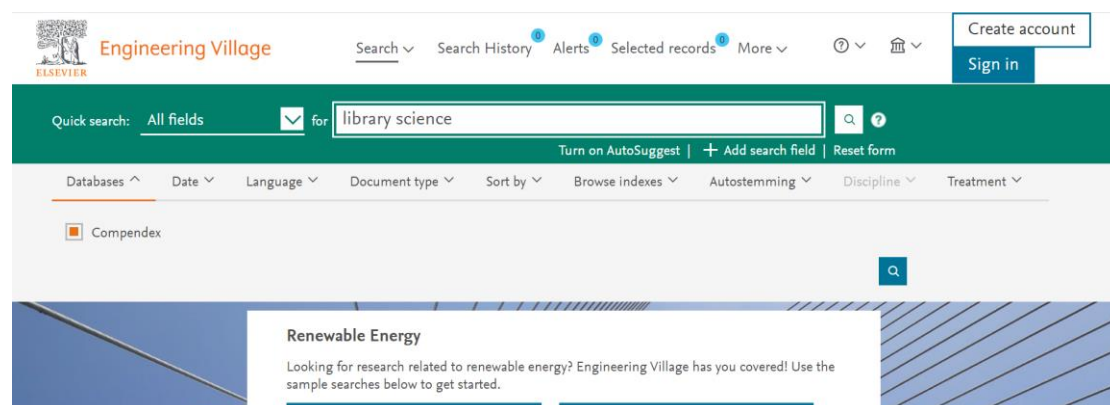 Create account
Engineering Village Search Search History 0 Alerts 0 Selected records 0 More ?
ELSEVIER Sign in
Quick search: All fields for library science ?
Turn on AutoSuggest | + Add search field | Reset form
Databases Date Language Document type Sort by Browse indexes Autostemming Discipline Treatment
Compendex
Renewable Energy
Looking for research related to renewable energy? Engineering Village has you covered! Use the
sample searches below to get started.